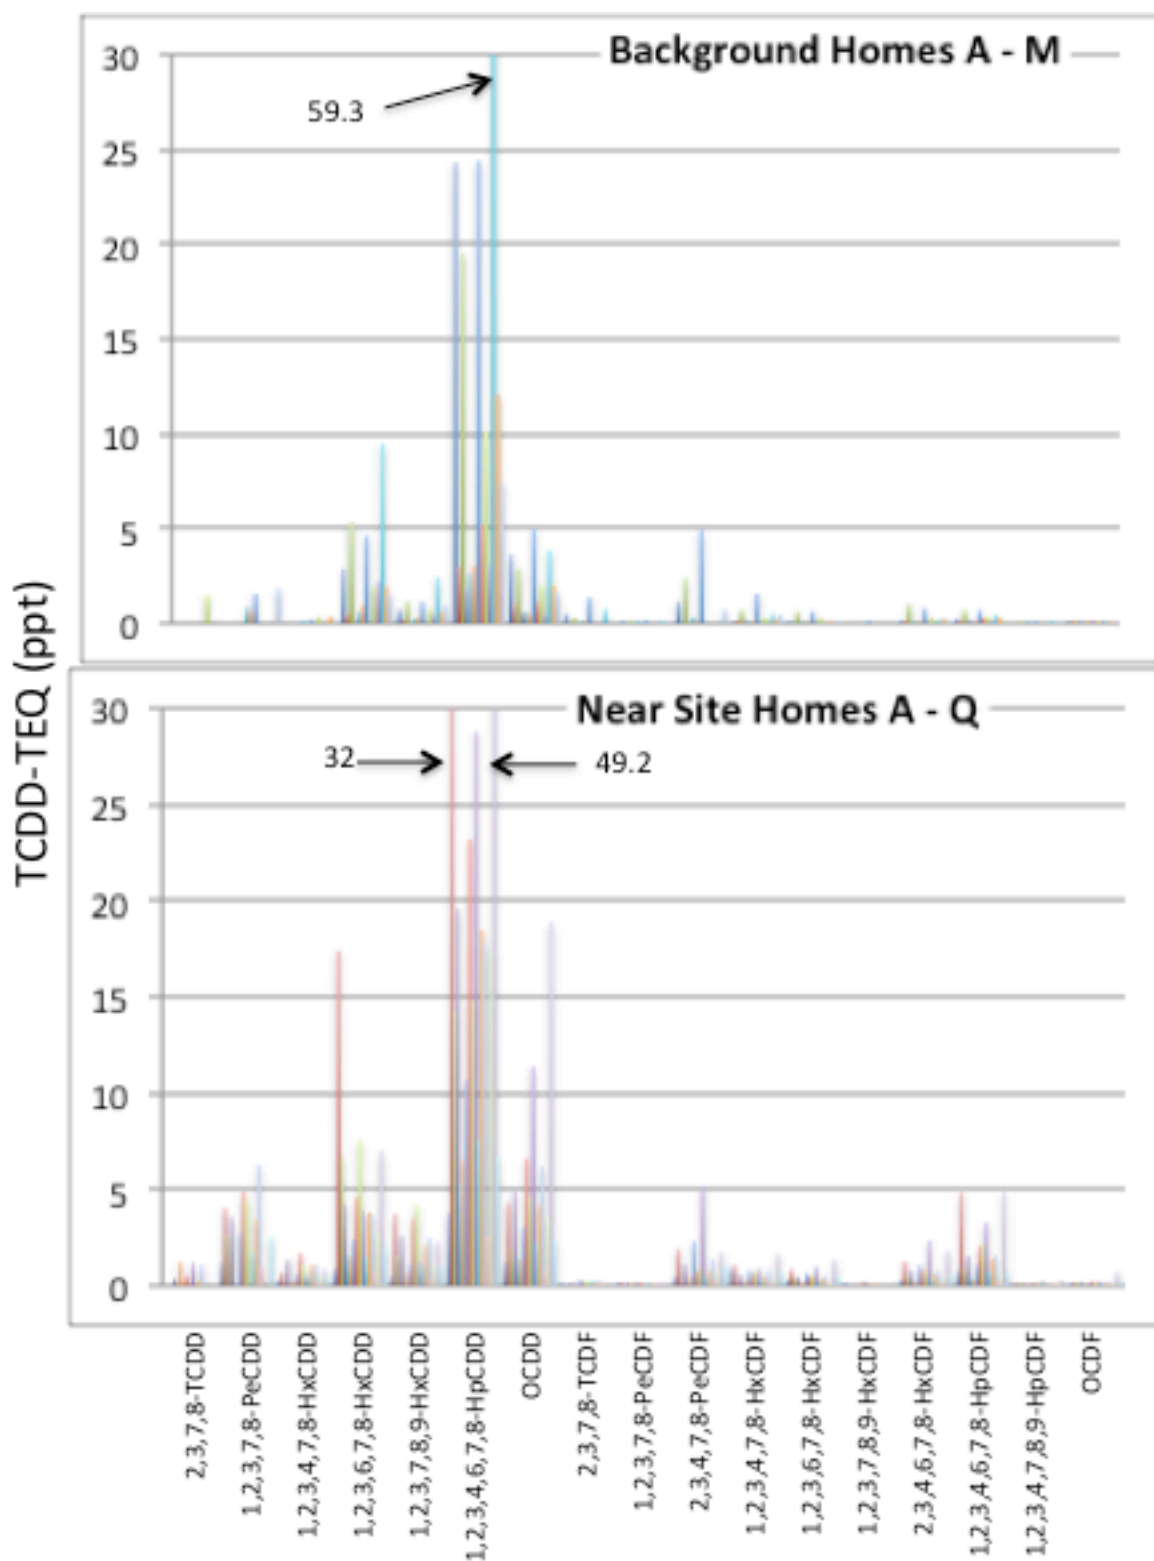 Background Homes A - M
30
59.3
25
20
15
10
5
0
TCDD-TEQ (ppt)
Near Site Homes A - Q
30
32
49.2
25
20
15
10
5
0
2,3,7,8-TCDD
1,2,3,7,8-PeCDD
1,2,3,4,7,8-HxCDD
1,2,3,6,7,8-HxCDD
1,2,3,7,8,9-HxCDD
1,2,3,4,6,7,8-HpCDD
OCDD
2,3,7,8-TCDF
1,2,3,7,8-PeCDF
2,3,4,7,8-PeCDF
1,2,3,4,7,8-HxCDF
1,2,3,6,7,8-HxCDF
1,2,3,7,8,9-HxCDF
2,3,4,6,7,8-HxCDF
1,2,3,4,6,7,8-HpCDF
1,2,3,4,7,8,9-HpCDF
OCDF